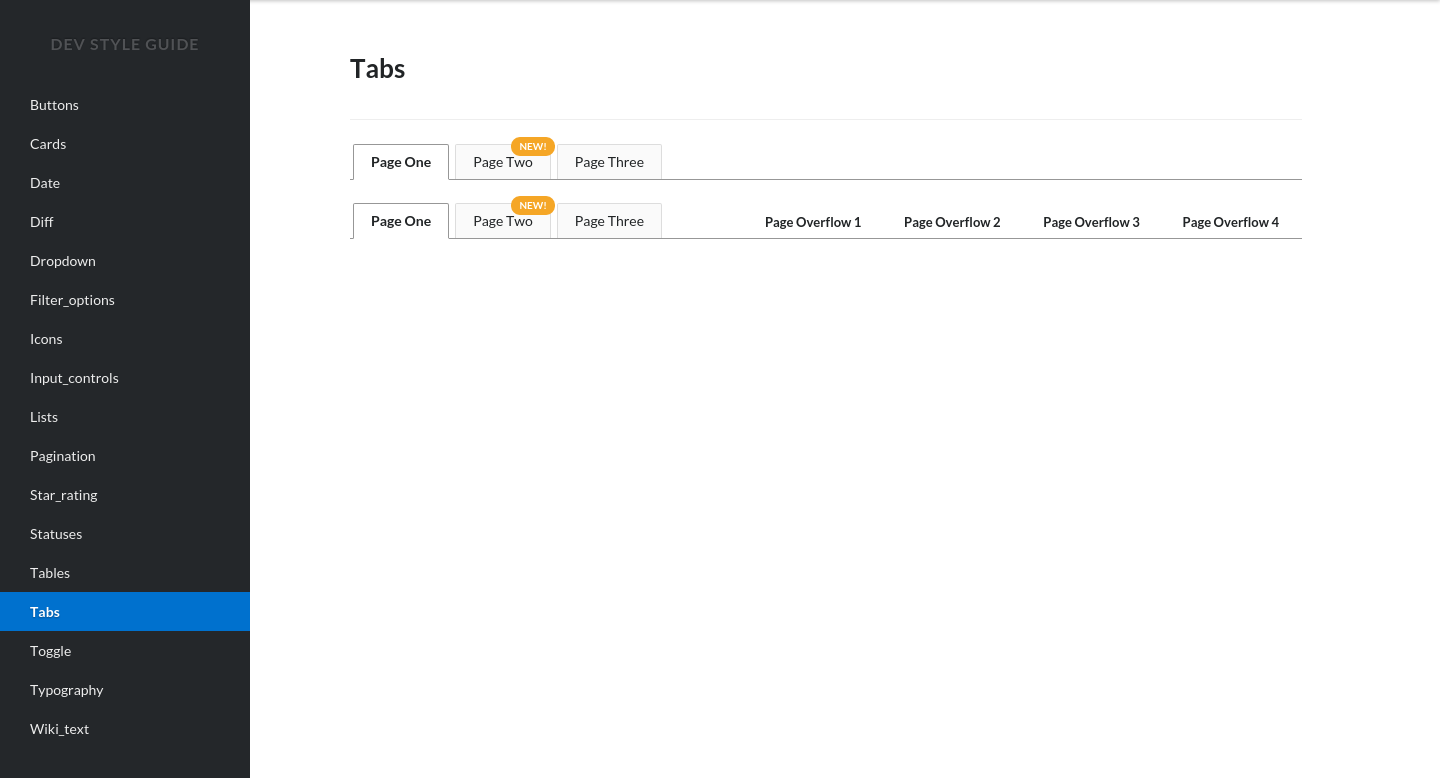 DEV STYLE GUIDE
Buttons
Cards
Date
Diff
Dropdown
Filter_options
Icons
Input_controls
Lists
Pagination
Star_rating
Statuses
Tables
Tabs
Toggle
Typography
Wiki_text
Tabs
NEW!
Page One Page Two Page Three
NEW!
Page One Page Two Page Three Page Overflow 1 Page Overflow 2 Page Overflow 3 Page Overflow 4